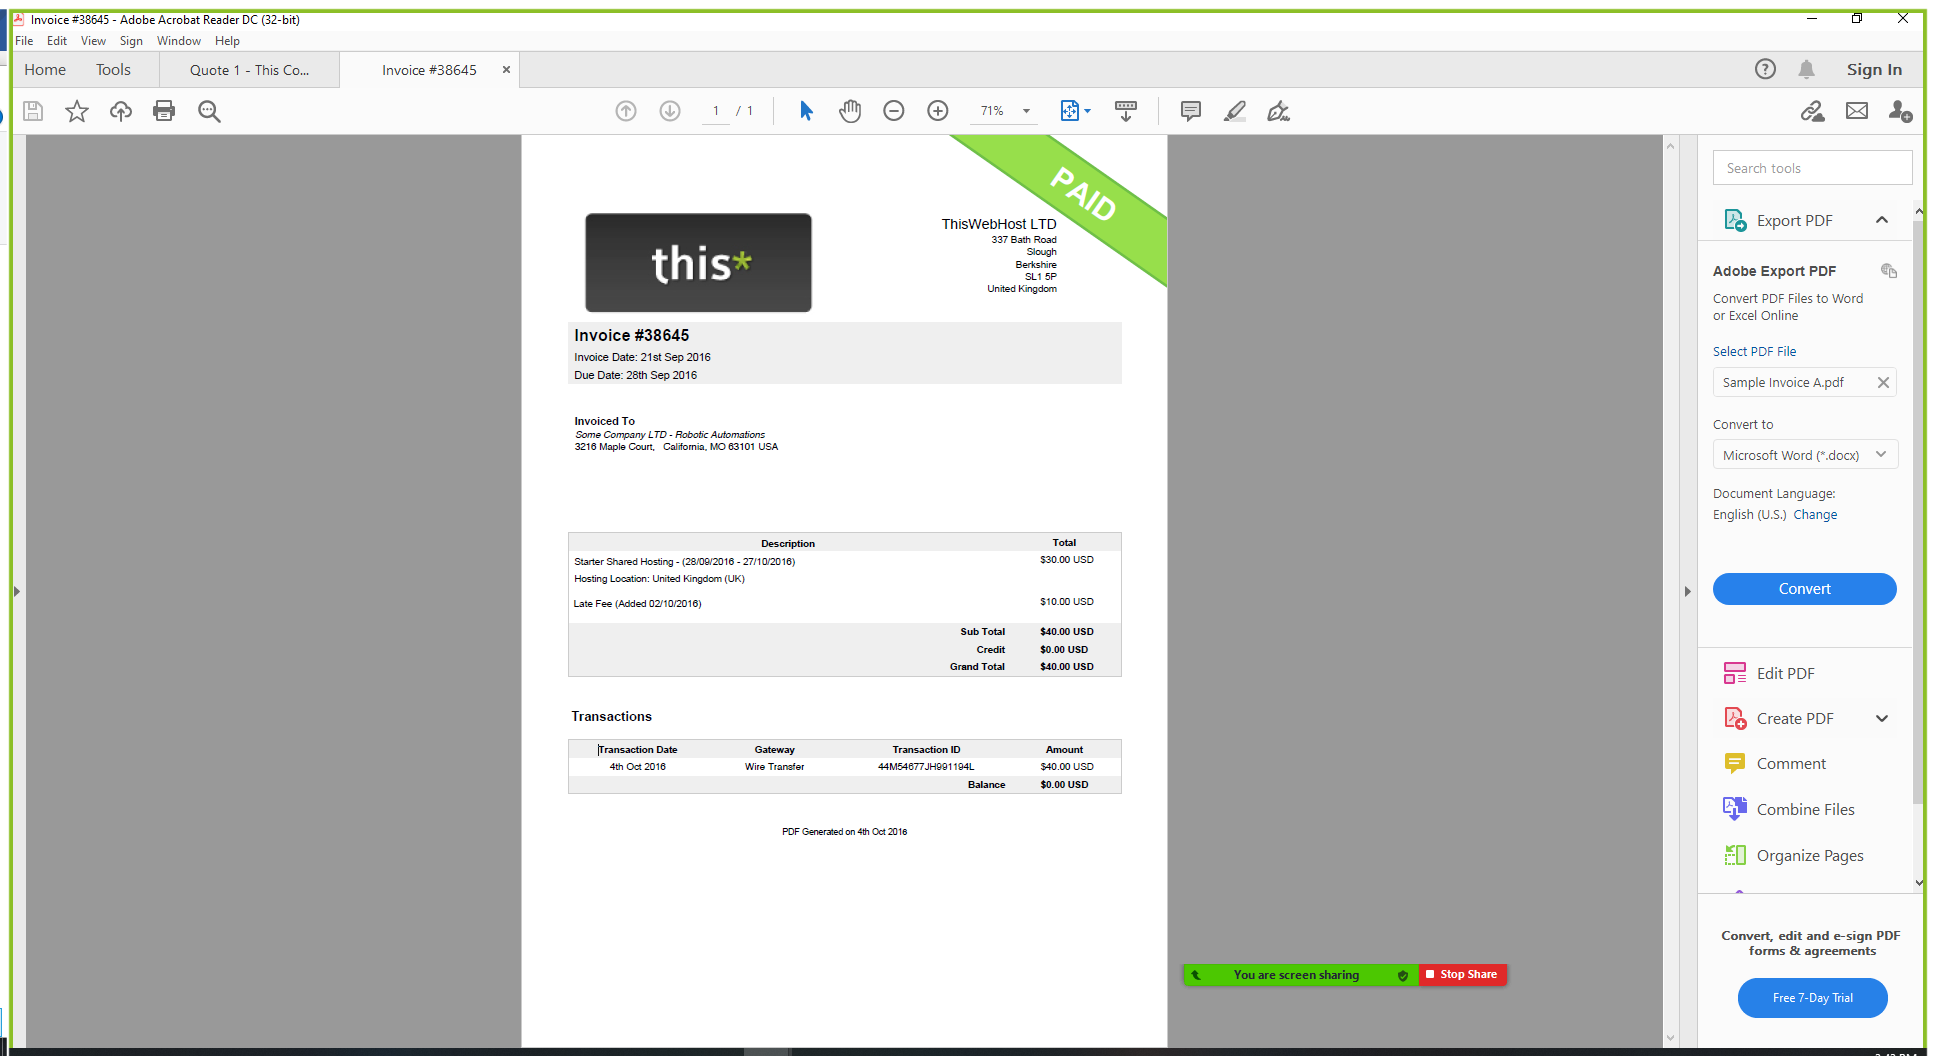 Invoice #38645 - Adobe Acrobat Reader DC (32-bit)
File Edit View Sign Window Help
Home Tools Quote 1 - This Co... Invoice #38645 Sign In
1 / 1 71%
PAID
this*
ThisWebHost LTD
337 Bath Road
Slough
Berkshire
SL1 5P
United Kingdom
Invoice #38645
Invoice Date: 21st Sep 2016
Due Date: 28th Sep 2016
Invoiced To
Some Company LTD - Robotic Automations
3216 Maple Court, California, MO 63101 USA
Description Total
Starter Shared Hosting - (28/09/2016 - 27/10/2016) $30.00 USD
Hosting Location: United Kingdom (UK)
Late Fee (Added 02/10/2016) $10.00 USD
Sub Total $40.00 USD
Credit $0.00 USD
Grand Total $40.00 USD
Transactions
Transaction Date Gateway Transaction ID Amount
4th Oct 2016 Wire Transfer 44M54677JH991194L $40.00 USD
Balance $0.00 USD
PDF Generated on 4th Oct 2016
You are screen sharing Stop Share
Search tools
Export PDF
Adobe Export PDF
Convert PDF Files to Word
or Excel Online
Select PDF File
Sample Invoice A.pdf
Convert to
Microsoft Word (*.docx)
Document Language:
English (U.S.) Change
Convert
Edit PDF
Create PDF
Comment
Combine Files
Organize Pages
Convert, edit and e-sign PDF
forms & agreements
Free 7-Day Trial